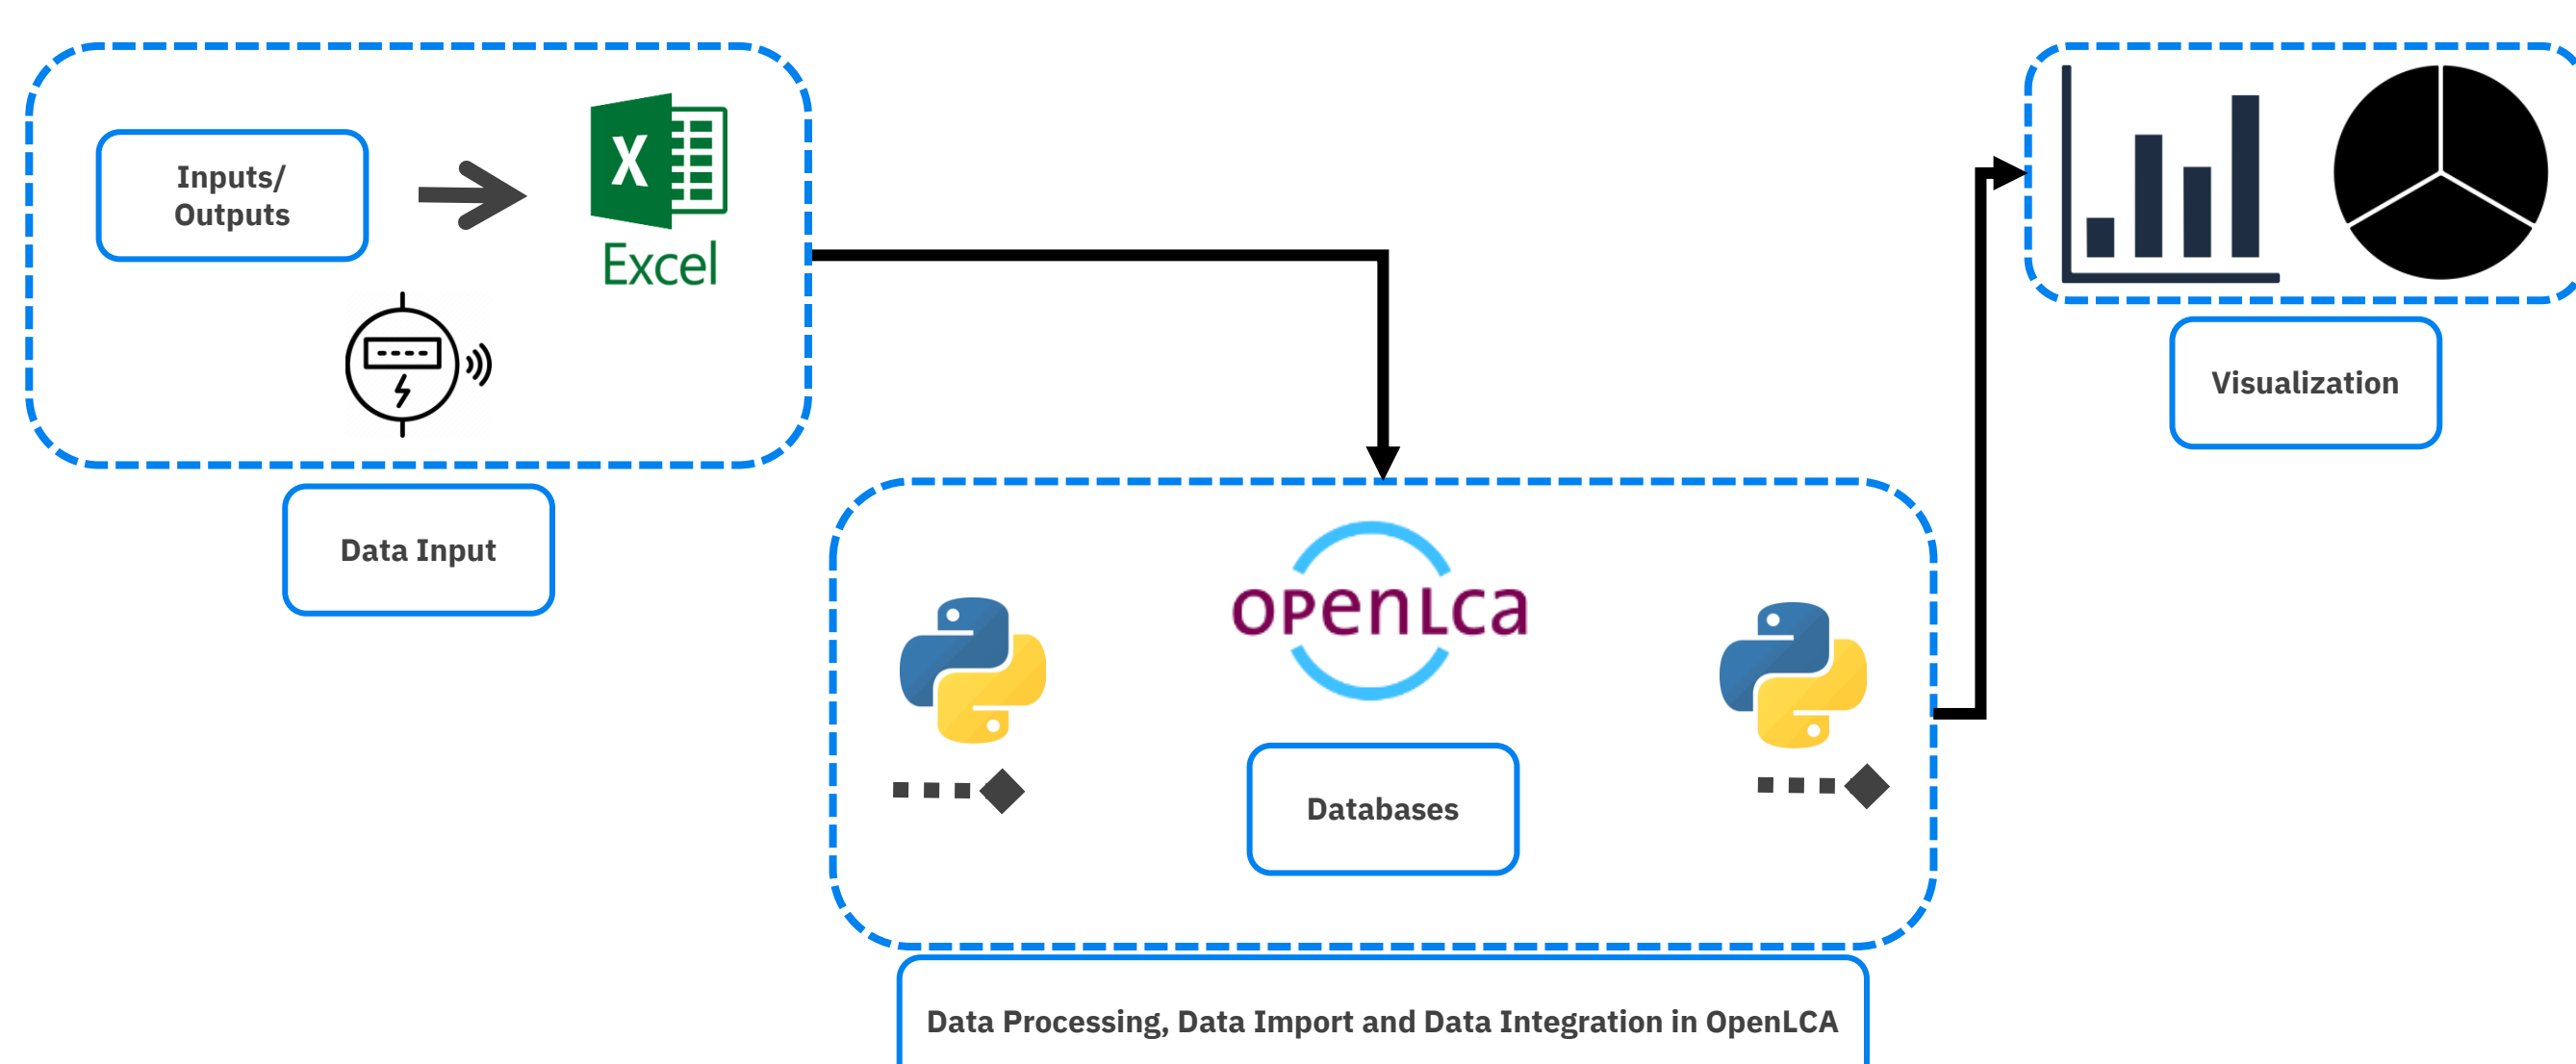 Inputs/
Outputs
X
Excel
Data Input
openLca
Databases
Data Processing, Data Import and Data Integration in OpenLCA
Visualization